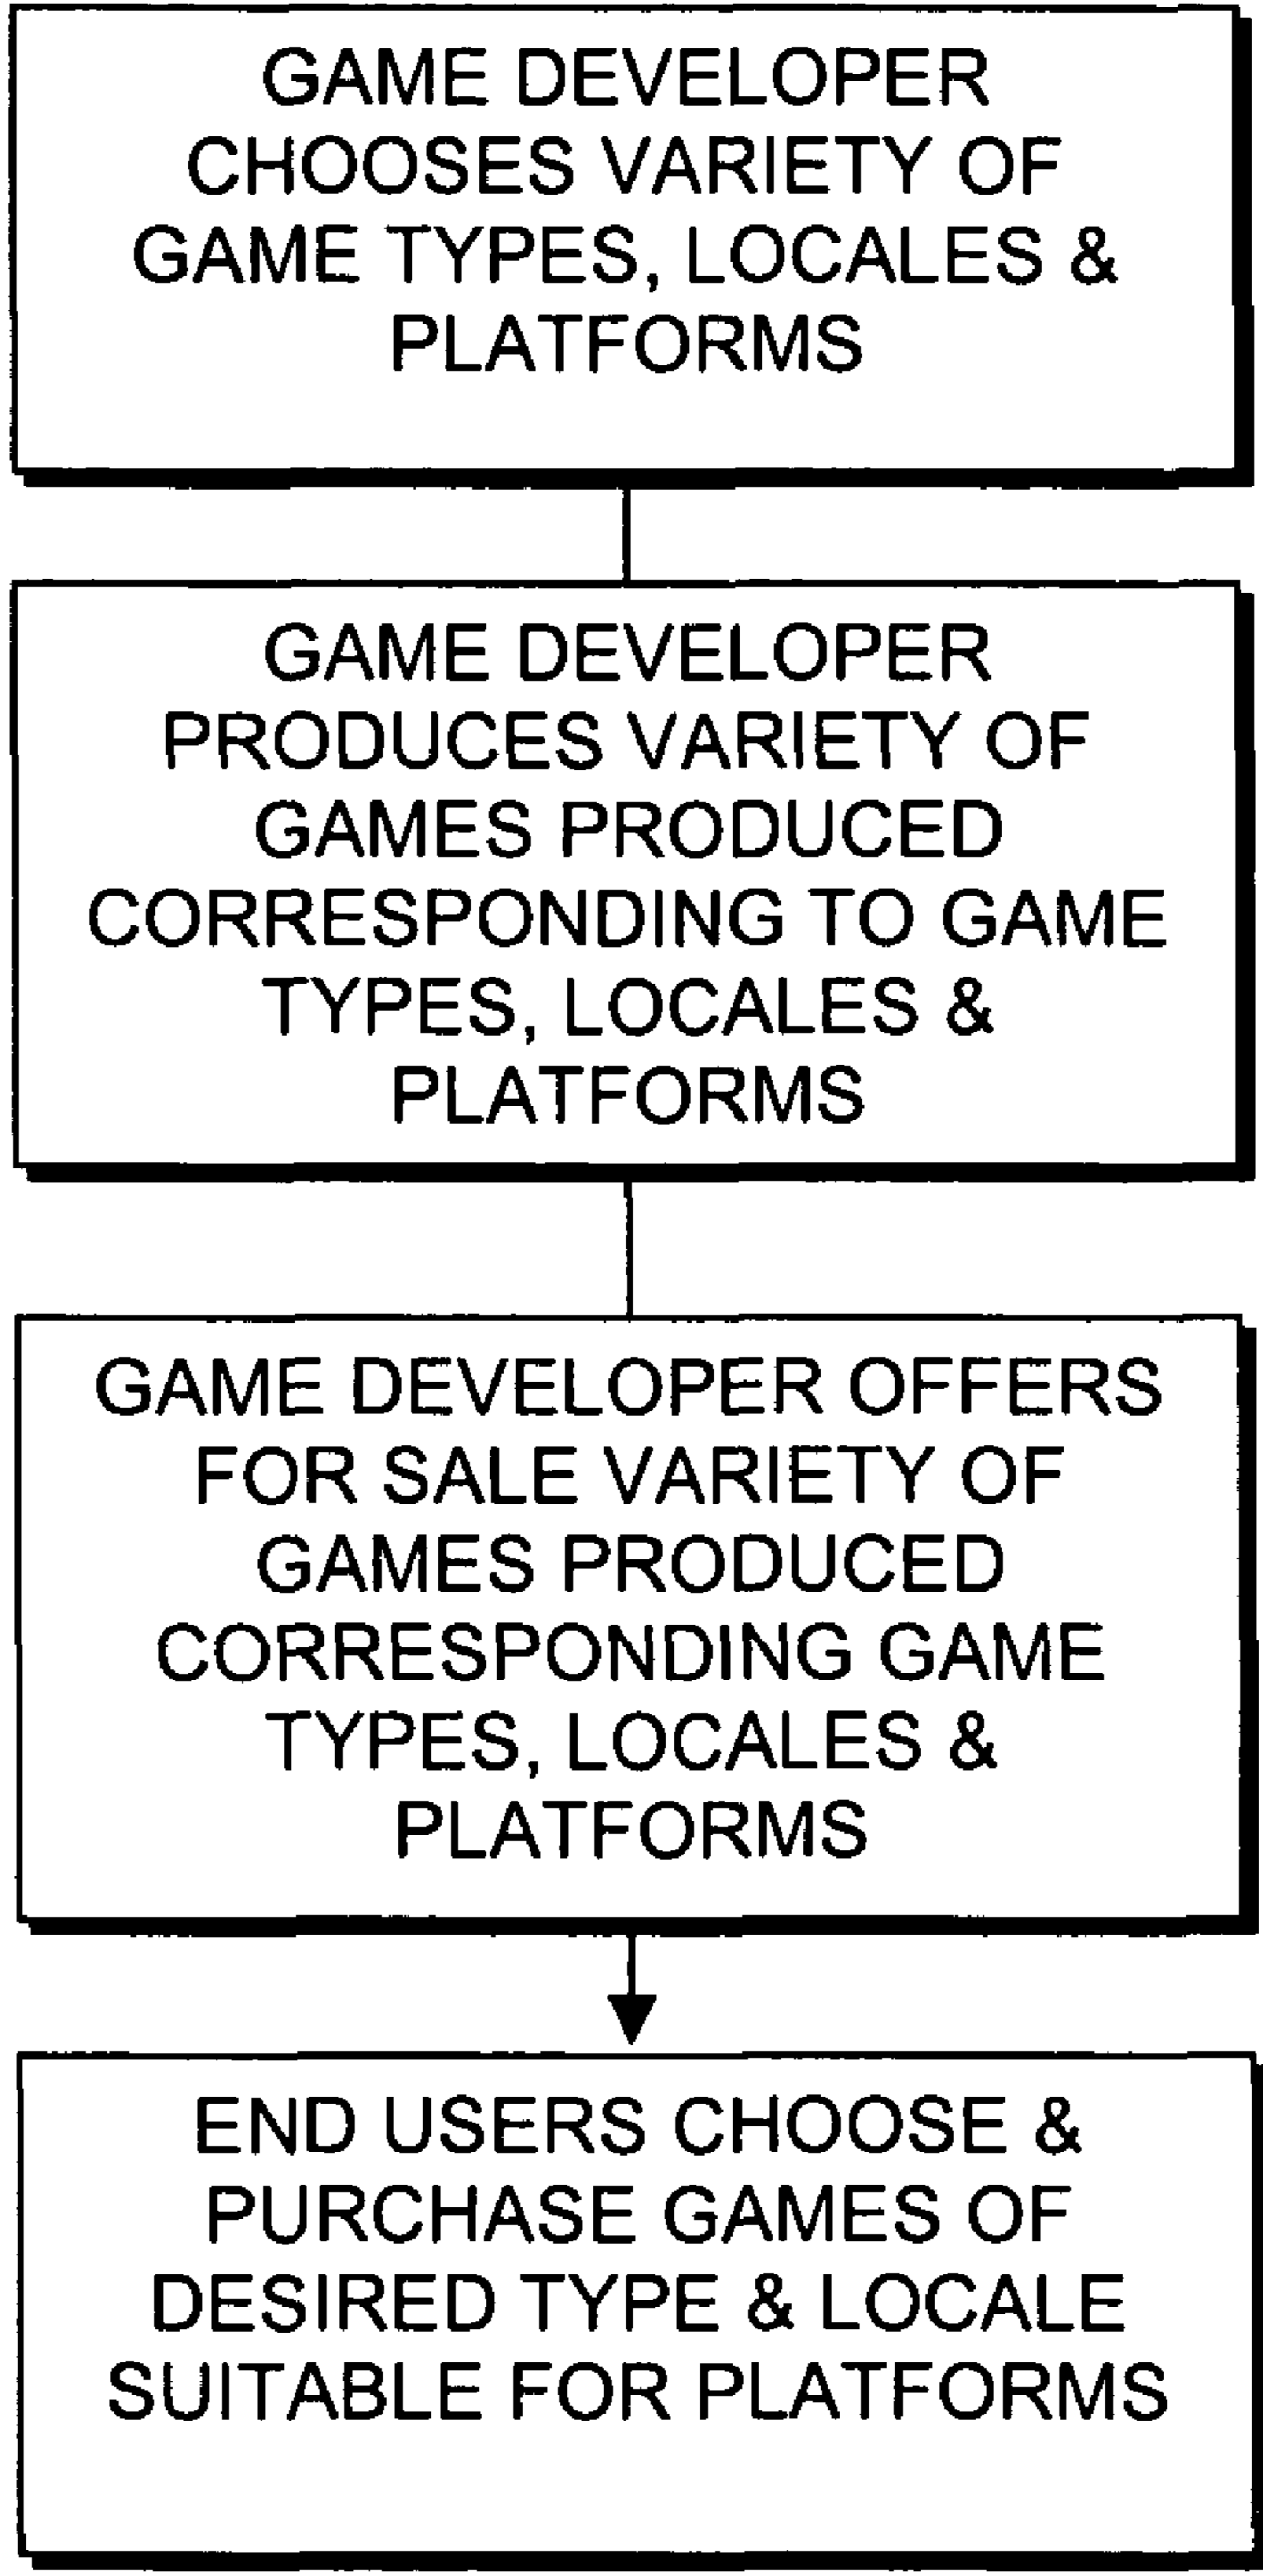 GAME DEVELOPER
CHOOSES VARIETY OF
GAME TYPES, LOCALES &
PLATFORMS
GAME DEVELOPER
PRODUCES VARIETY OF
GAMES PRODUCED
CORRESPONDING TO GAME
TYPES, LOCALES &
PLATFORMS
GAME DEVELOPER OFFERS
FOR SALE VARIETY OF
GAMES PRODUCED
CORRESPONDING GAME
TYPES, LOCALES &
PLATFORMS
END USERS CHOOSE &
PURCHASE GAMES OF
DESIRED TYPE & LOCALE
SUITABLE FOR PLATFORMS